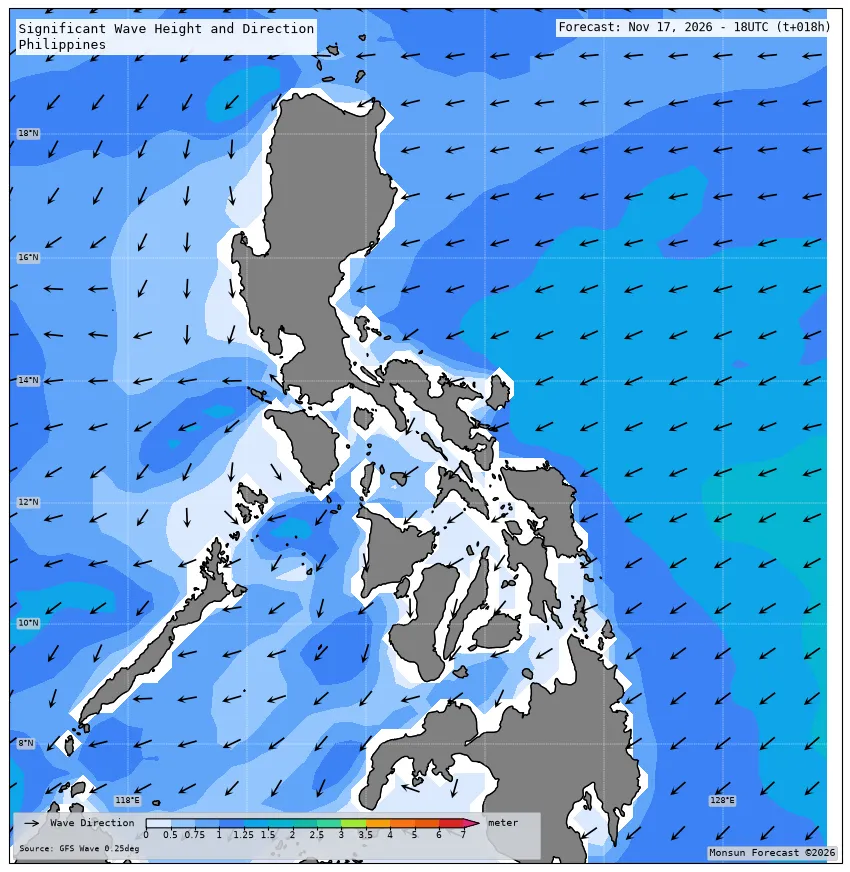 Significant Wave Height and Direction
Philippines
Forecast: Nov 17, 2026 - 18UTC (t+018h)
18°N
16°N
14°N
12°N
10°N
8°N
118°E
128°E
Wave Direction
0 0.5 0.75 1 1.25 1.5 2 2.5 3 3.5 4 5 6 7
meter
Source: GFS Wave 0.25deg
Monsun Forecast ©2026